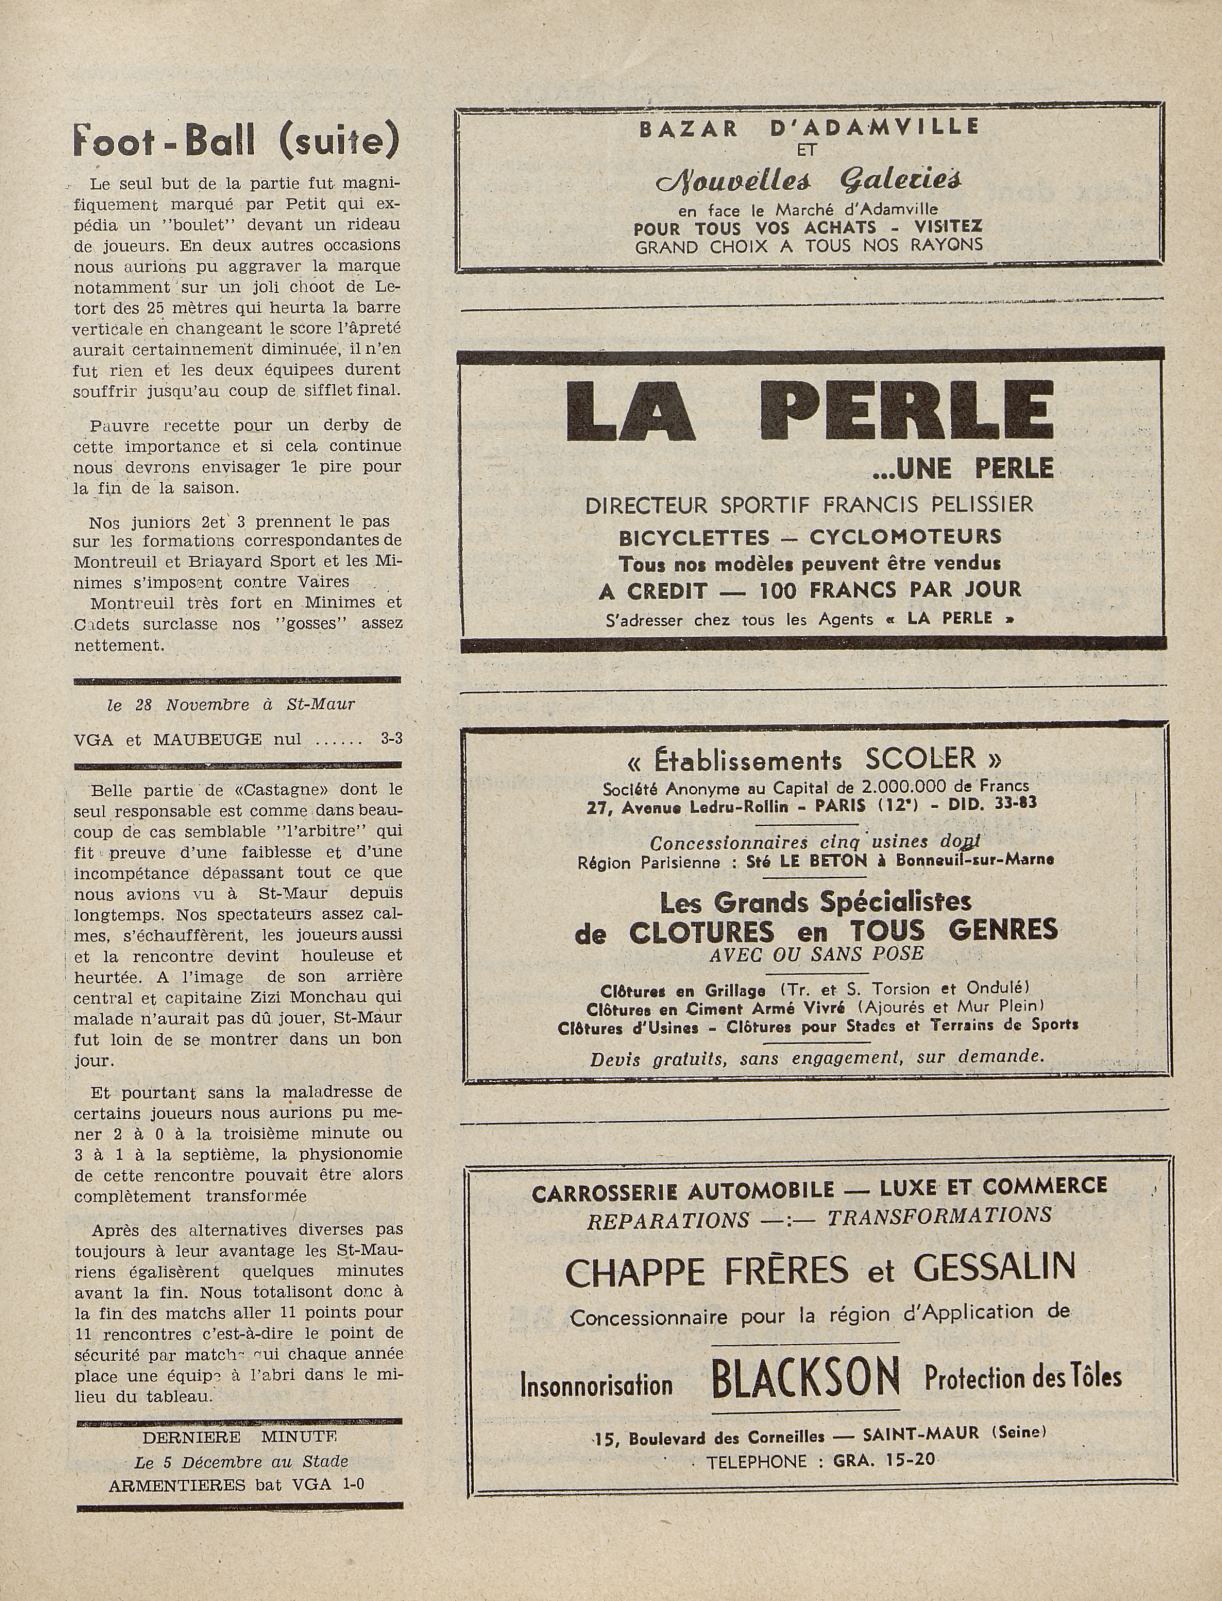 Foot-Ball (suite)
Le seul but de la partie fut magni-
fiquement marqué par Petit qui ex-
pédia un ''boulet'' devant un rideau
de joueurs. En deux autres occasions
nous aurions pu aggraver la marque
notamment sur un joli choot de Le-
tort des 25 mètres qui heurta la barre
verticale en changeant le score l'âpreté
aurait certainnement diminuée, il n'en
fut rien et les deux équipees durent
souffrir jusqu'au coup de sifflet final.
Pauvre recette pour un derby de
cette importance et si cela continue
nous devrons envisager le pire pour
la fin de la saison.
Nos juniors 2et 3 prennent le pas
sur les formations correspondantes de
Montreuil et Briayard Sport et les Mi-
nimes s'imposent contre Vaires
Montreuil très fort en Minimes et
Cadets surclasse nos ''gosses'' assez
nettement.
le 28 Novembre à St-Maur
VGA et MAUBEUGE nul ...... 3-3
Belle partie de «Castagne» dont le
seul responsable est comme dans beau-
coup de cas semblable ''l'arbitre'' qui
fit preuve d'une faiblesse et d'une
incompétance dépassant tout ce que
nous avions vu à St-Maur depuis
longtemps. Nos spectateurs assez cal-
mes, s'échauffèrent, les joueurs aussi
et la rencontre devint houleuse et
heurtée. A l'image de son arrière
central et capitaine Zizi Monchau qui
malade n'aurait pas dû jouer, St-Maur
fut loin de se montrer dans un bon
jour.
Et pourtant sans la maladresse de
certains joueurs nous aurions pu me-
ner 2 à 0 à la troisième minute ou
3 à 1 à la septième, la physionomie
de cette rencontre pouvait être alors
complètement transformée
Après des alternatives diverses pas
toujours à leur avantage les St-Mau-
riens égalisèrent quelques minutes
avant la fin. Nous totalisont donc à
la fin des matchs aller 11 points pour
11 rencontres c'est-à-dire le point de
sécurité par match qui chaque année
place une équipe à l'abri dans le mi-
lieu du tableau.
DERNIERE MINUTE
Le 5 Décembre au Stade
ARMENTIERES bat VGA 1-0
BAZAR D'ADAMVILLE
ET
Nouvelles Galeries
en face le Marché d'Adamville
POUR TOUS VOS ACHATS - VISITEZ
GRAND CHOIX A TOUS NOS RAYONS
LA PERLE
...UNE PERLE
DIRECTEUR SPORTIF FRANCIS PELISSIER
BICYCLETTES — CYCLOMOTEURS
Tous nos modèles peuvent être vendus
A CREDIT — 100 FRANCS PAR JOUR
S'adresser chez tous les Agents « LA PERLE »
« Établissements SCOLER »
Société Anonyme au Capital de 2.000.000 de Francs
27, Avenue Ledru-Rollin - PARIS (12e) - DID. 33-83
Concessionnaires cinq usines dont
Région Parisienne : Sté LE BETON à Bonneuil-sur-Marne
Les Grands Spécialistes
de CLOTURES en TOUS GENRES
AVEC OU SANS POSE
Clôtures en Grillage (Tr. et S. Torsion et Ondulé)
Clôtures en Ciment Armé Vivré (Ajourés et Mur Plein)
Clôtures d'Usines - Clôtures pour Stades et Terrains de Sports
Devis gratuits, sans engagement, sur demande.
CARROSSERIE AUTOMOBILE — LUXE ET COMMERCE
REPARATIONS —:— TRANSFORMATIONS
CHAPPE FRÈRES et GESSALIN
Concessionnaire pour la région d'Application de
Insonnorisation BLACKSON Protection des Tôles
15, Boulevard des Corneilles — SAINT-MAUR (Seine)
TELEPHONE : GRA. 15-20